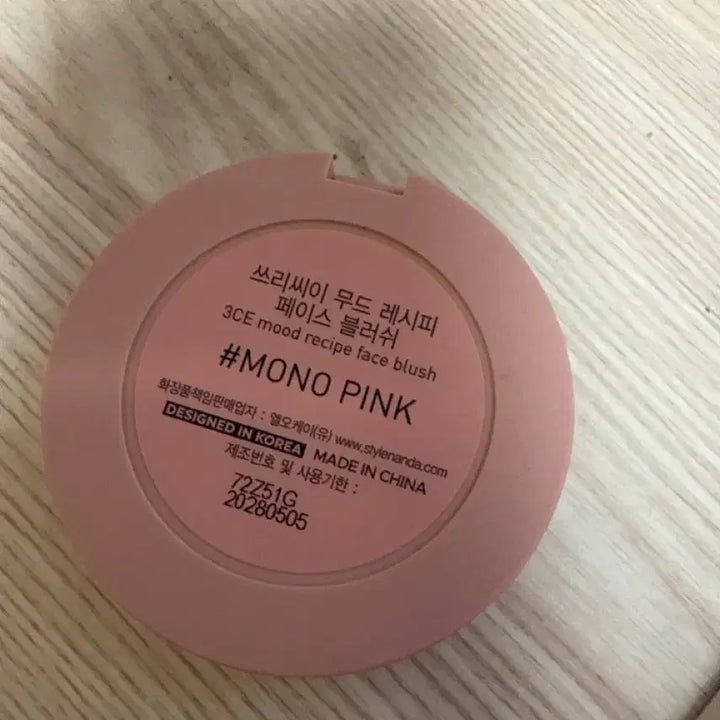 쓰리씨이 무드 레시피
페이스 블러쉬
3CE mood recipe face blush
#MONO PINK
화장품책임판매업자 : 엘오케이(유) www.stylenanda.com
DESIGNED IN KOREA MADE IN CHINA
제조번호 및 사용기한 :
72Z51G
20280505